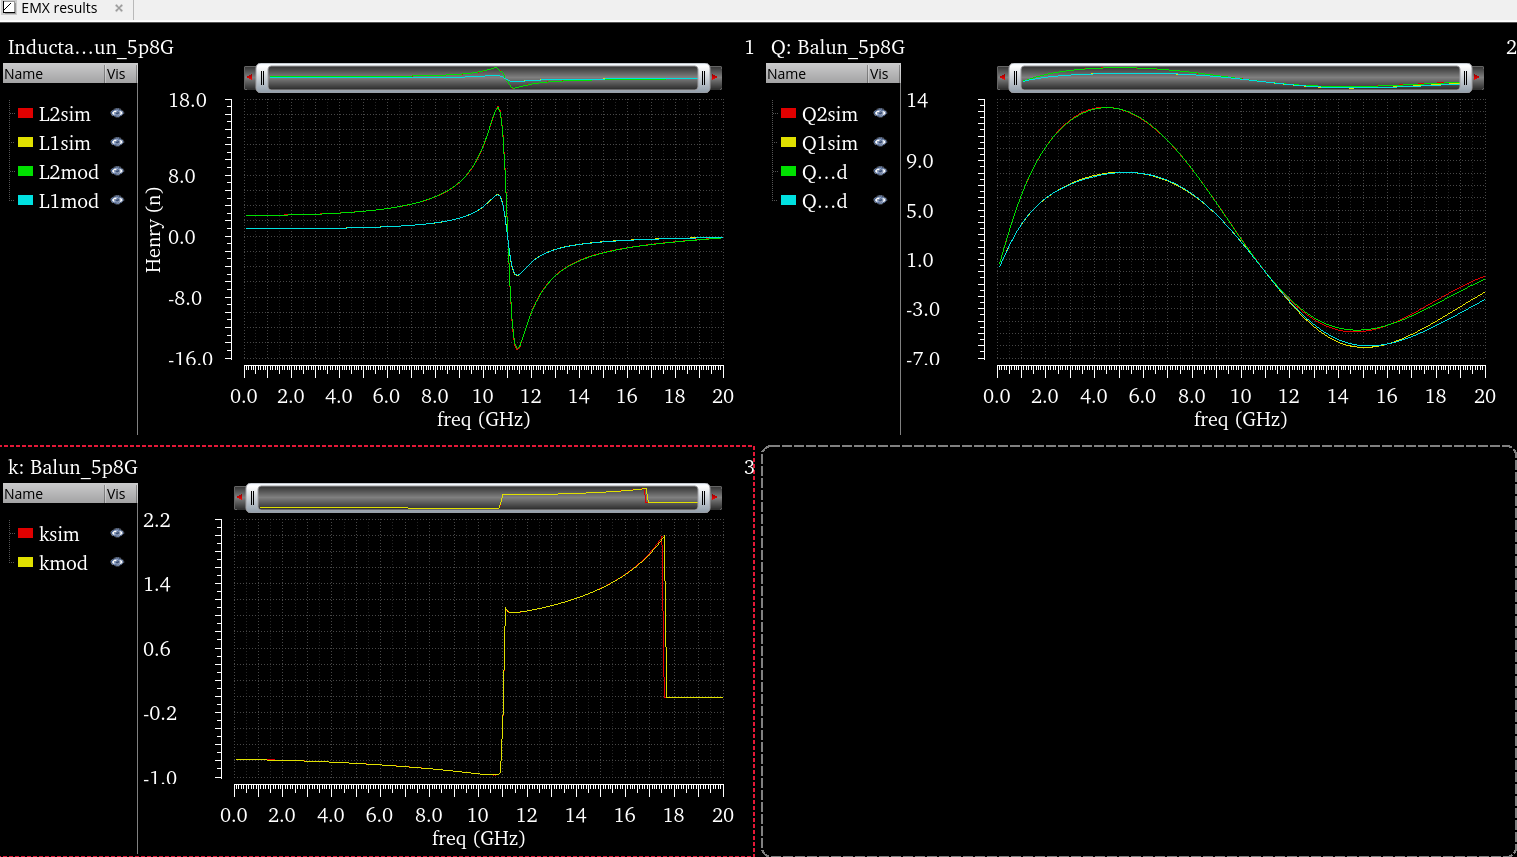 EMX results ×
Inducta...un_5p8G 1
Name Vis
L2sim
L1sim
L2mod
L1mod
18.0
8.0
0.0
-8.0
-16.0
Henry (n)
0.0 2.0 4.0 6.0 8.0 10 12 14 16 18 20
freq (GHz)
Q: Balun_5p8G 2
Name Vis
Q2sim
Q1sim
Q...d
Q...d
14
9.0
5.0
1.0
-3.0
-7.0
0.0 2.0 4.0 6.0 8.0 10 12 14 16 18 20
freq (GHz)
k: Balun_5p8G 3
Name Vis
ksim
kmod
2.2
1.4
0.6
-0.2
-1.0
0.0 2.0 4.0 6.0 8.0 10 12 14 16 18 20
freq (GHz)